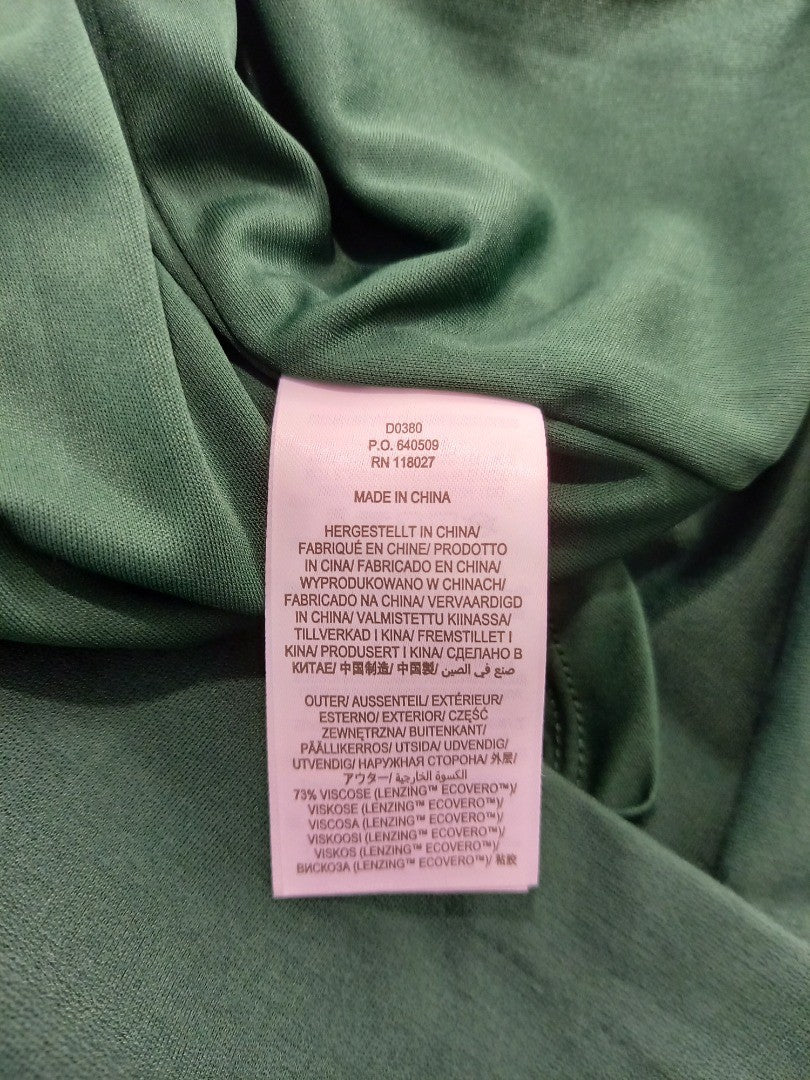 D0380
P.O. 640509
RN 118027
MADE IN CHINA
HERGESTELLT IN CHINA/
FABRIQUÉ EN CHINE/ PRODOTTO
IN CINA/ FABRICADO EN CHINA/
WYPRODUKOWANO W CHINACH/
FABRICADO NA CHINA/ VERVAARDIGD
IN CHINA/ VALMISTETTU KIINASSA/
TILLVERKAD I KINA/ FREMSTILLET I
KINA/ PRODUSERT I KINA/ СДЕЛАНО В
КИТАЕ/ 中国制造/ 中国製/ صنع في الصين
OUTER/ AUSSENTEIL/ EXTÉRIEUR/
ESTERNO/ EXTERIOR/ CZĘŚĆ
ZEWNĘTRZNA/ BUITENKANT/
PÄÄLLIKERROS/ UTSIDA/ UDVENDIG/
UTVENDIG/ НАРУЖНАЯ СТОРОНА/ 外层/
アウター/ الكسوة الخارجية/
73% VISCOSE (LENZING™ ECOVERO™)/
VISKOSE (LENZING™ ECOVERO™)/
VISCOSA (LENZING™ ECOVERO™)/
VISKOOSI (LENZING™ ECOVERO™)/
VISKOS (LENZING™ ECOVERO™)/
ВИСКОЗА (LENZING™ ECOVERO™)/ 粘胶